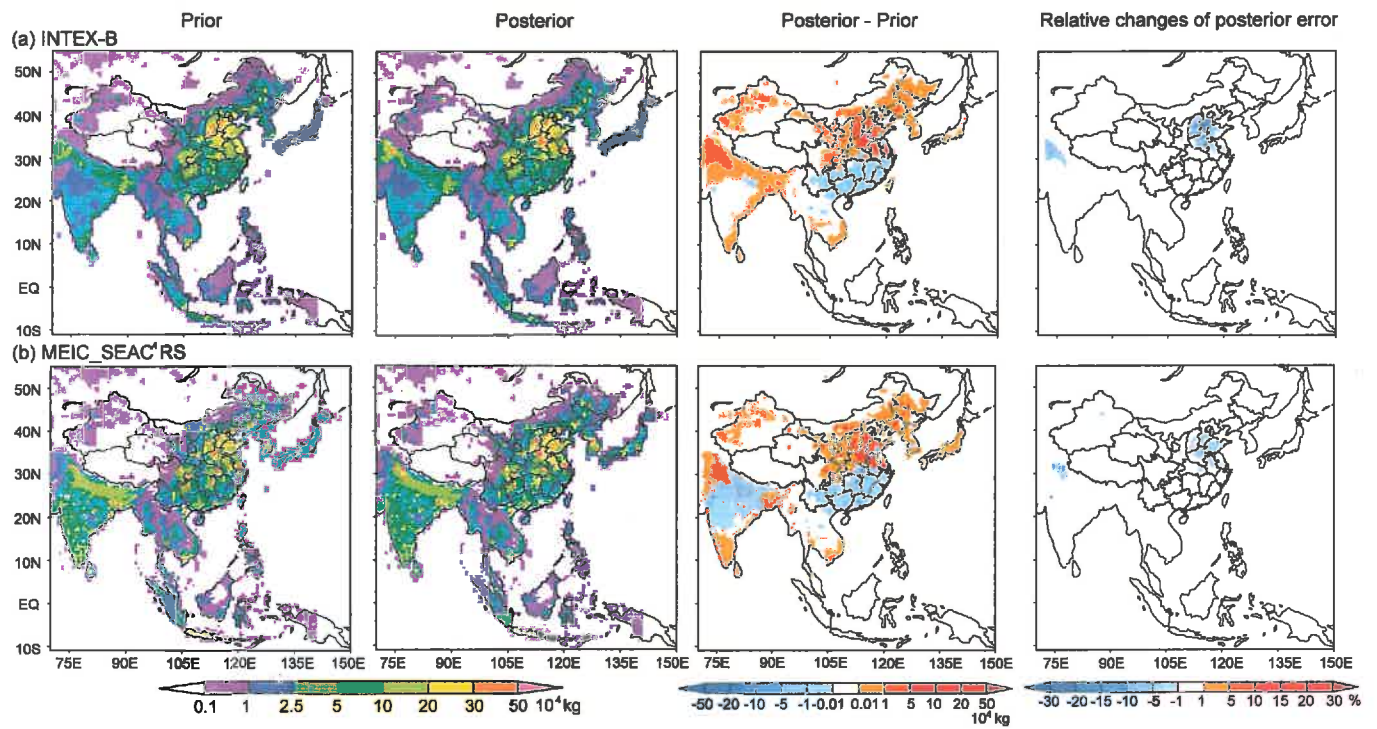 Prior Posterior Posterior - Prior Relative changes of posterior error
(a) INTEX-B
50N
40N
30N
20N
10N
EQ
10S
(b) MEIC_SEAC⁴RS
50N
40N
30N
20N
10N
EQ
10S
75E 90E 105E 120E 135E 150E 75E 90E 105E 120E 135E 150E 75E 90E 105E 120E 135E 150E 75E 90E 105E 120E 135E 150E
0.1 1 2.5 5 10 20 30 50 10⁴kg -50 -20 -10 -5 -1 -0.01 0.01 1 5 10 20 50 -30 -20 -15 -10 -5 -1 1 5 10 15 20 30 %
10⁴ kg